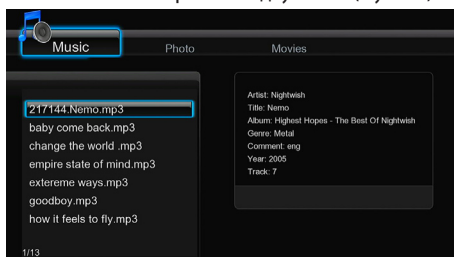 Music
Photo
Movies
217144.Nemo.mp3
baby come back.mp3
change the world .mp3
empire state of mind.mp3
extereme ways.mp3
goodboy.mp3
how it feels to fly.mp3
1/13
Artist: Nightwish
Title: Nemo
Album: Highest Hopes - The Best Of Nightwish
Genre: Metal
Comment: eng
Year: 2005
Track: 7